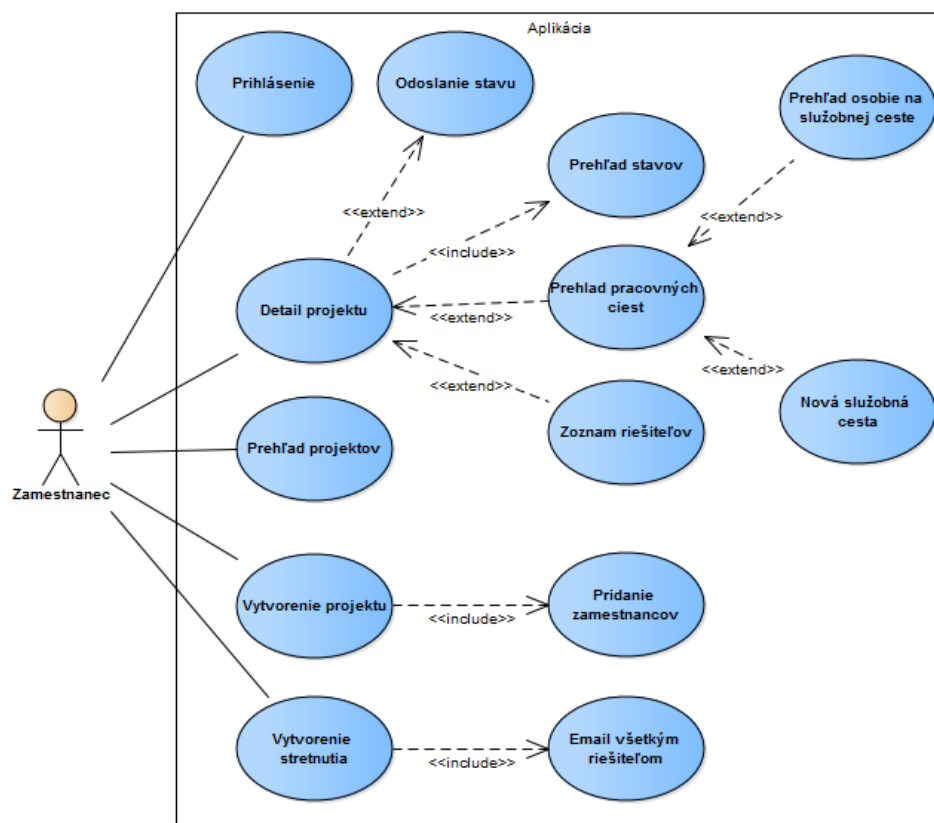 Aplikácia
Prihlásenie
Odoslanie stavu
Prehľad osobie na
služobnej ceste
Prehľad stavov
<<extend>>
<<extend>>
<<include>>
Detail projektu
Prehlad pracovných
ciest
<<extend>>
<<extend>>
<<extend>>
Nová služobná
cesta
Zoznam riešiteľov
Prehľad projektov
Zamestnanec
Vytvorenie projektu
<<include>>
Pridanie
zamestnancov
Vytvorenie
stretnutia
<<include>>
Email všetkým
riešiteľom